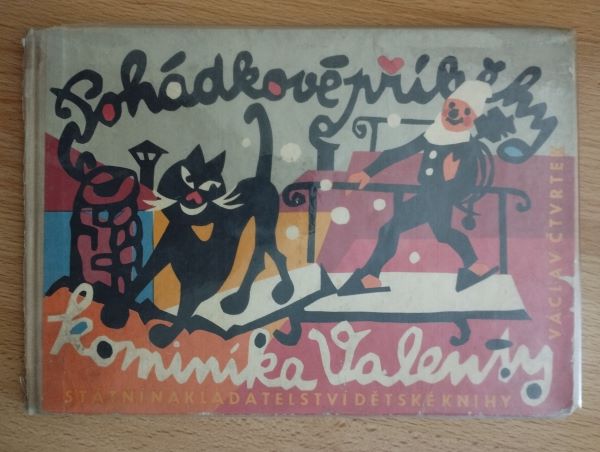 Pohádkové příběhy
kominíka Valenty
VÁCLAV ČTVRTEK
STÁTNÍ NAKLADATELSTVÍ DĚTSKÉ KNIHY